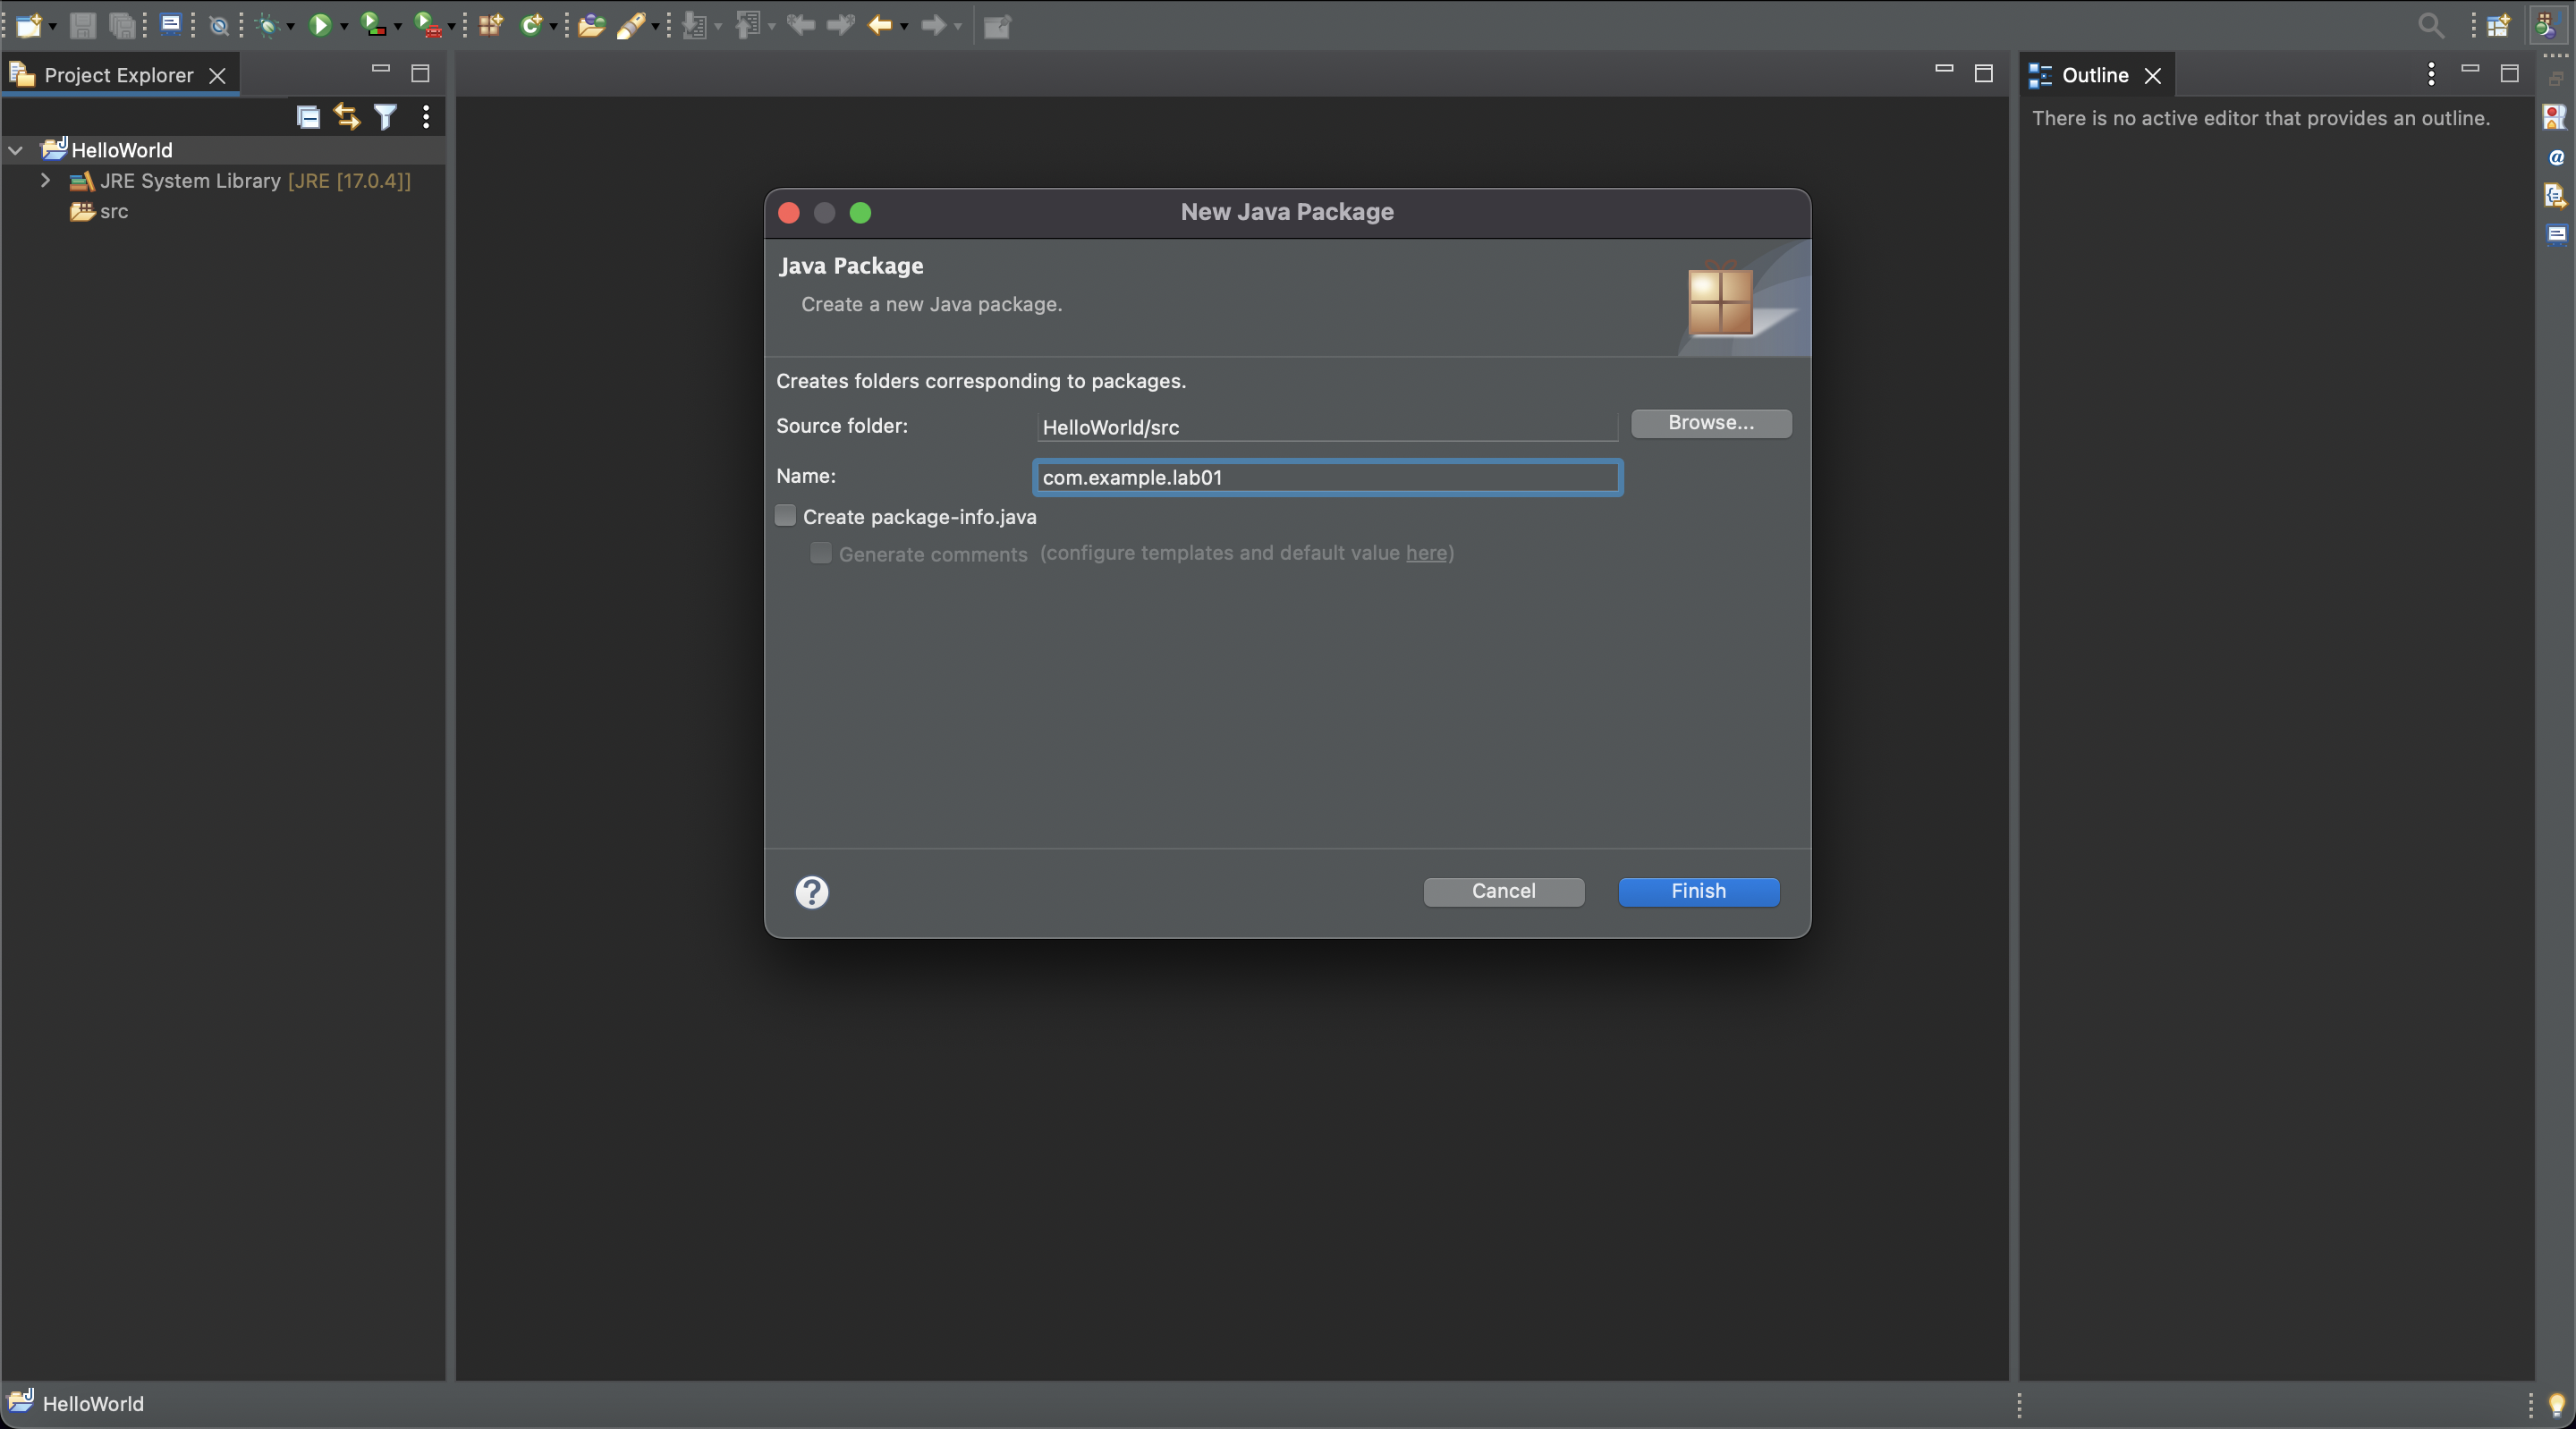 Project Explorer
HelloWorld
JRE System Library [JRE [17.0.4]]
src
New Java Package
Java Package
Create a new Java package.
Creates folders corresponding to packages.
Source folder: HelloWorld/src Browse...
Name: com.example.lab01
Create package-info.java
Generate comments (configure templates and default value here)
Cancel Finish
Outline
There is no active editor that provides an outline.
HelloWorld